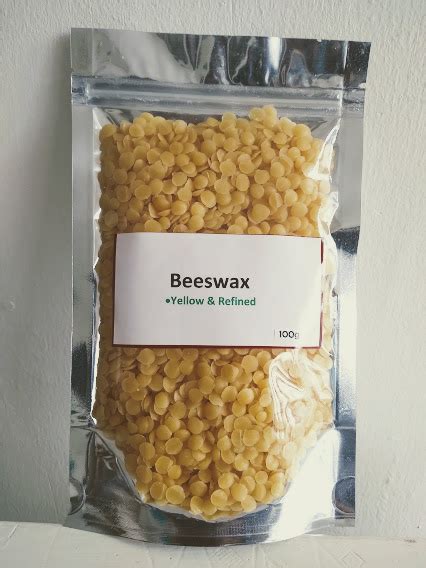 Beeswax
•Yellow & Refined
100g